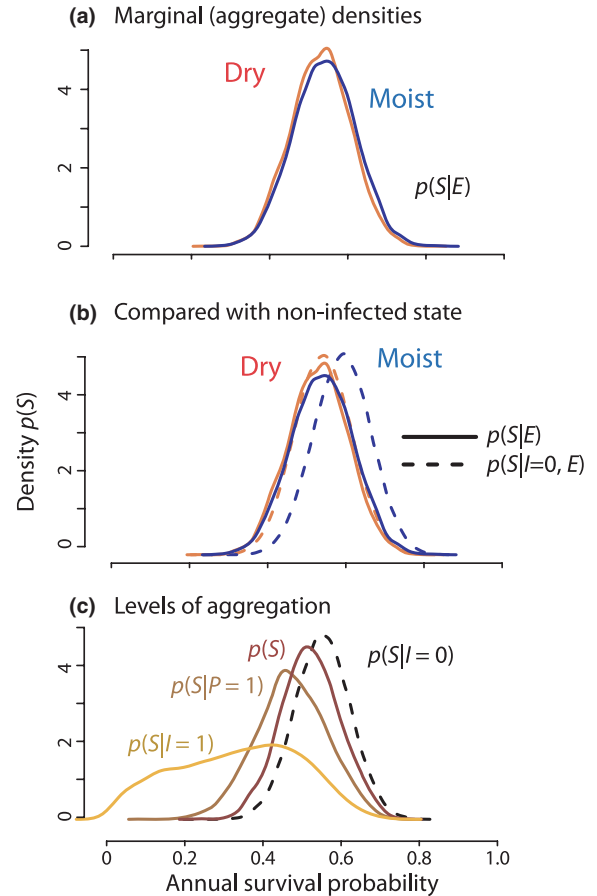 (a) Marginal (aggregate) densities
4
2
0
Dry
Moist
p(S|E)
(b) Compared with non-infected state
Density p(S)
4
2
0
Dry
Moist
p(S|E)
p(S|I=0, E)
(c) Levels of aggregation
4
2
0
p(S)
p(S|P = 1)
p(S|I = 1)
p(S|I = 0)
0 0.2 0.4 0.6 0.8 1.0
Annual survival probability